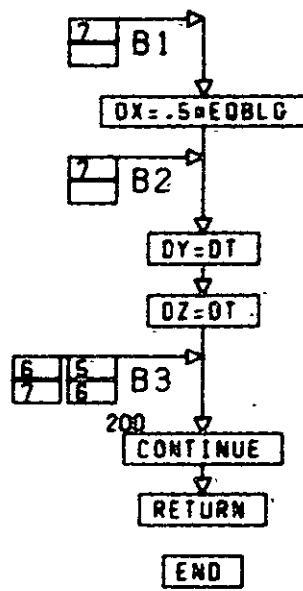 7 B1
DX=.5*EQBLG
7 B2
DY=DT
DZ=DT
6 5 B3
7 6
200
CONTINUE
RETURN
END